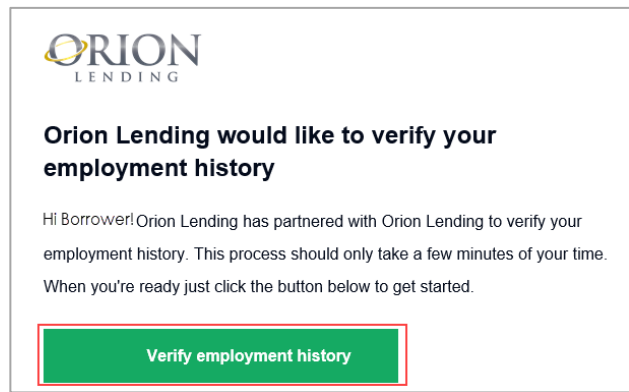 ORION
LENDING
Orion Lending would like to verify your
employment history
Hi Borrower! Orion Lending has partnered with Orion Lending to verify your
employment history. This process should only take a few minutes of your time.
When you're ready just click the button below to get started.
Verify employment history